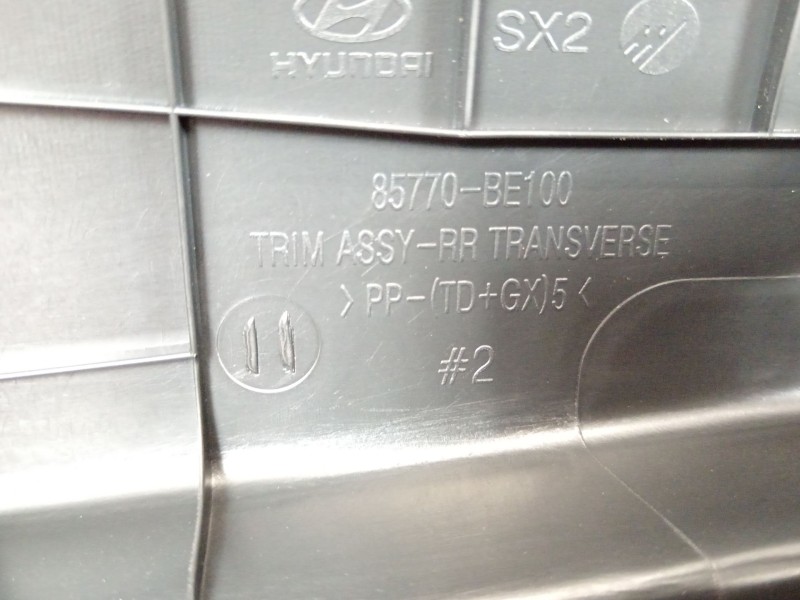 HYUNDAI
SX2
85770-BE100
TRIM ASSY-RR TRANSVERSE
>PP-(TD+GX)5<
#2